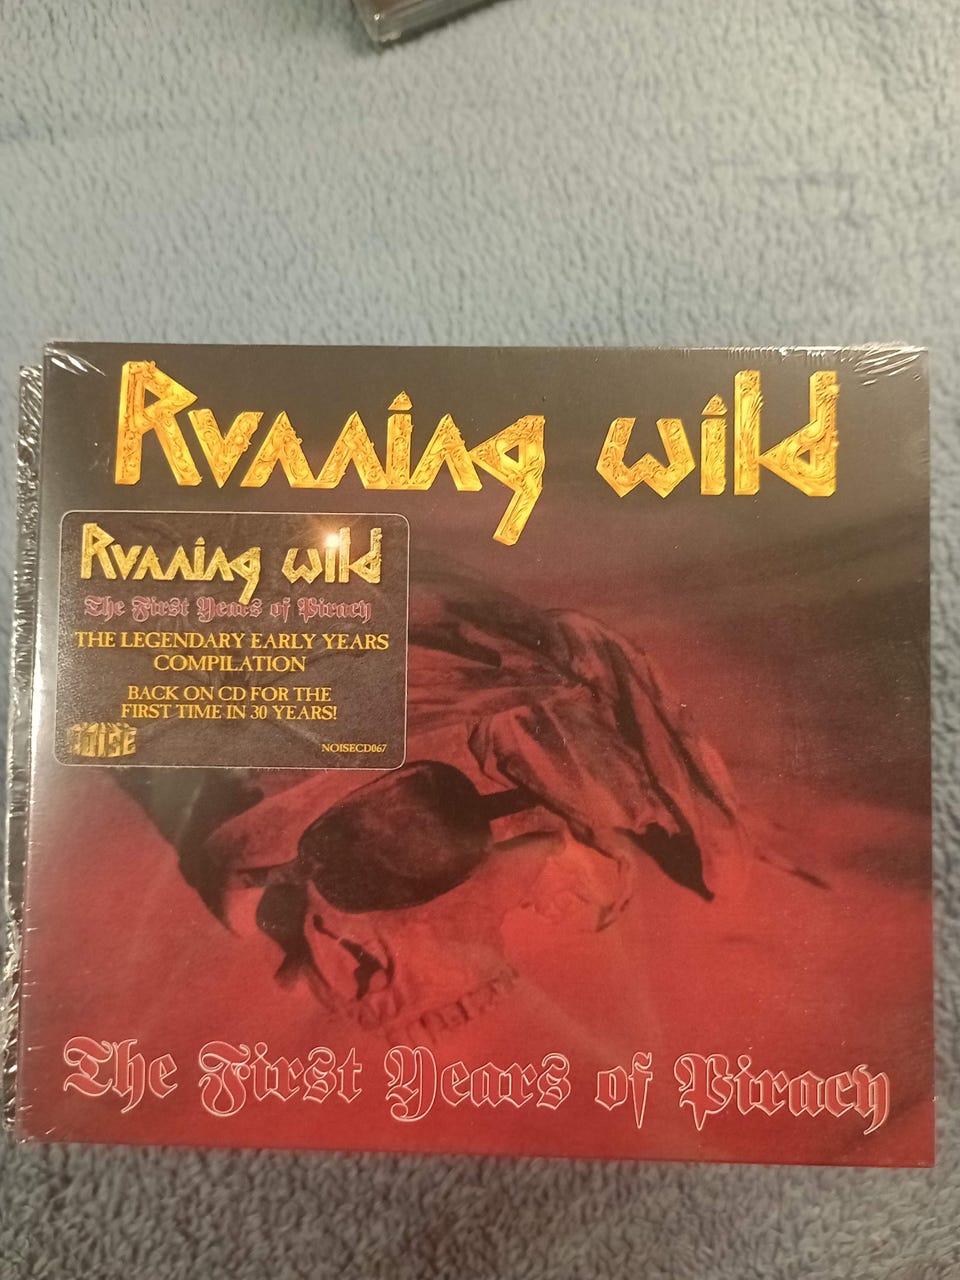 Running Wild
Running Wild
The First Years of Piracy
THE LEGENDARY EARLY YEARS
COMPILATION
BACK ON CD FOR THE
FIRST TIME IN 30 YEARS!
NOISE
NOISECD067
The First Years of Piracy